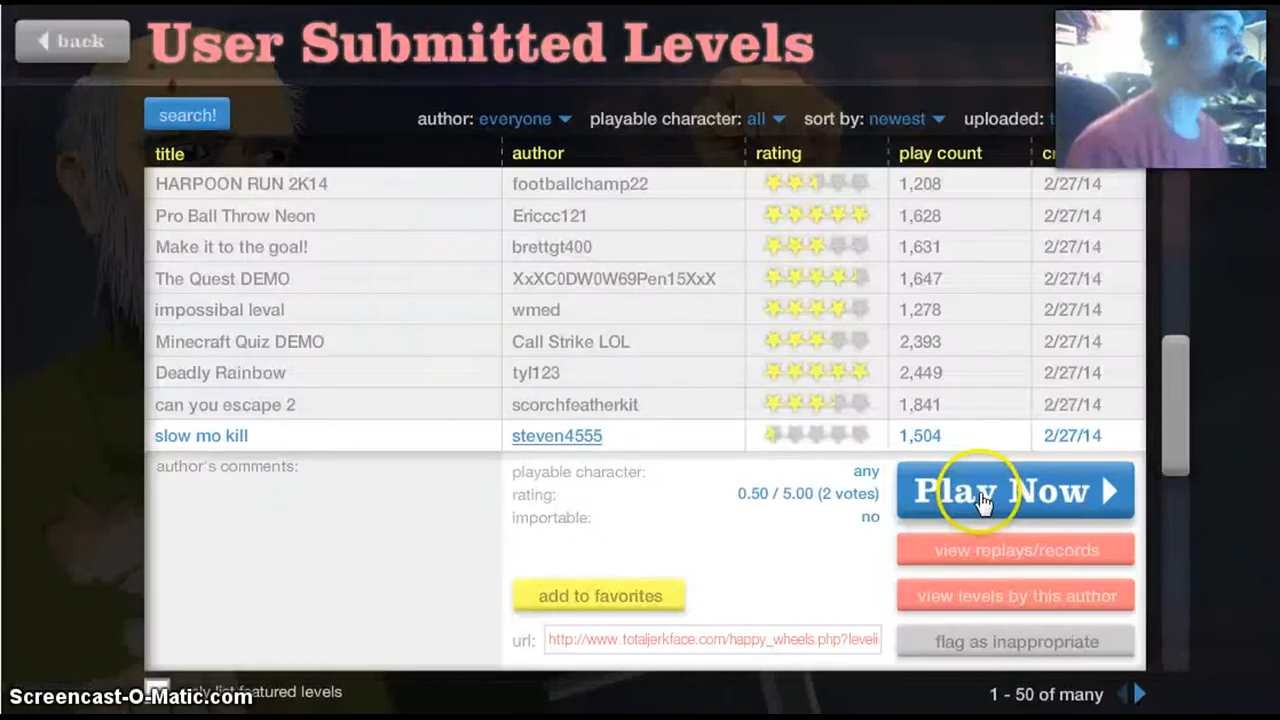 back
User Submitted Levels
search!
author: everyone playable character: all sort by: newest uploaded:
title author rating play count
HARPOON RUN 2K14 footballchamp22 1,208 2/27/14
Pro Ball Throw Neon Ericcc121 1,628 2/27/14
Make it to the goal! brettgt400 1,631 2/27/14
The Quest DEMO XxXC0DW0W69Pen15XxX 1,647 2/27/14
impossibal leval wmed 1,278 2/27/14
Minecraft Quiz DEMO Call Strike LOL 2,393 2/27/14
Deadly Rainbow tyl123 2,449 2/27/14
can you escape 2 scorchfeatherkit 1,841 2/27/14
slow mo kill steven4555 1,504 2/27/14
author's comments:
playable character: any
rating: 0.50 / 5.00 (2 votes)
importable: no
Play Now
view replays/records
add to favorites
view levels by this author
url: http://www.totaljerkface.com/happy_wheels.php?leveli
flag as inappropriate
list featured levels
Screencast-O-Matic.com
1 - 50 of many